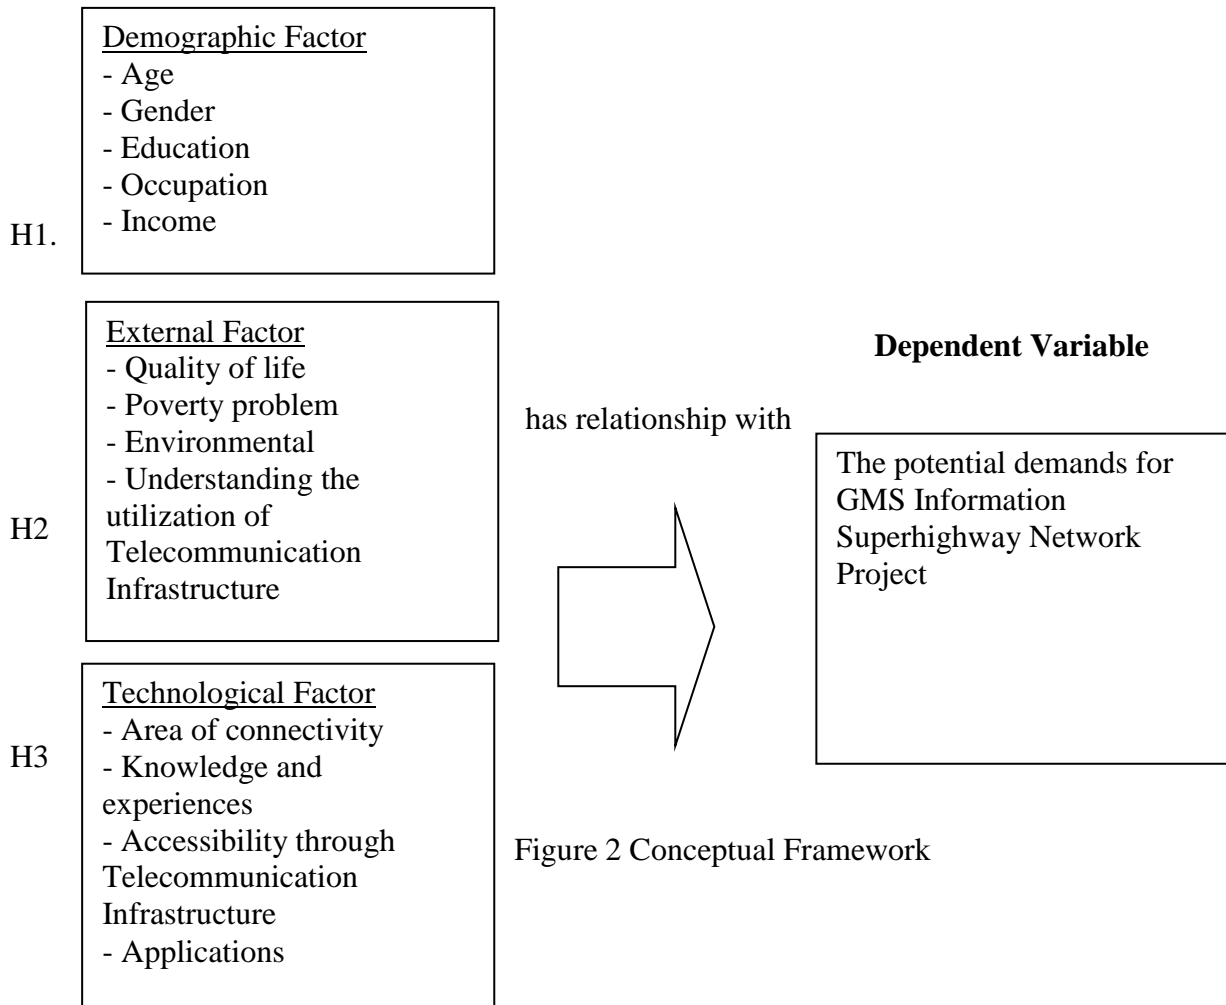 Demographic Factor
- Age
- Gender
- Education
- Occupation
- Income
H1.
External Factor
- Quality of life
- Poverty problem
- Environmental
- Understanding the
utilization of
Telecommunication
Infrastructure
H2
Technological Factor
- Area of connectivity
- Knowledge and
experiences
- Accessibility through
Telecommunication
Infrastructure
- Applications
H3
has relationship with
Dependent Variable
The potential demands for
GMS Information
Superhighway Network
Project
Figure 2 Conceptual Framework